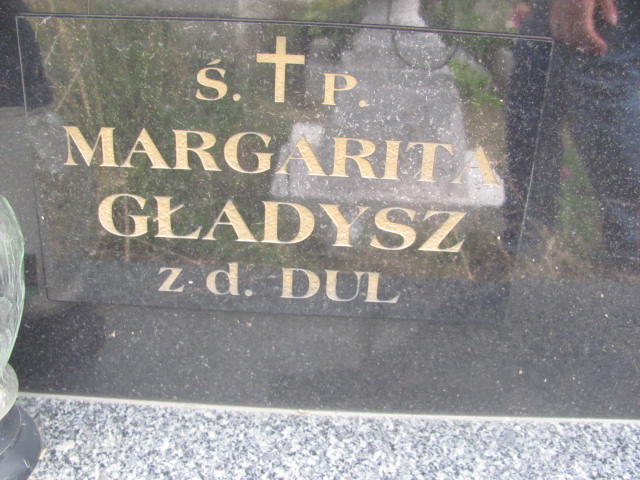 Ś. P.
MARGARITA
GŁADYSZ
z d. DUL